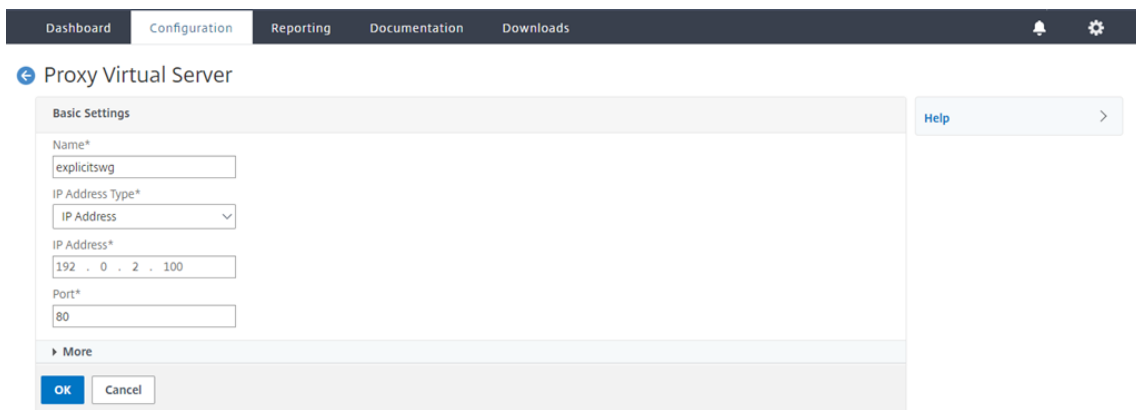 Dashboard Configuration Reporting Documentation Downloads
Proxy Virtual Server
Basic Settings
Help
Name*
explicitswg
IP Address Type*
IP Address
IP Address*
192 . 0 . 2 . 100
Port*
80
More
OK Cancel